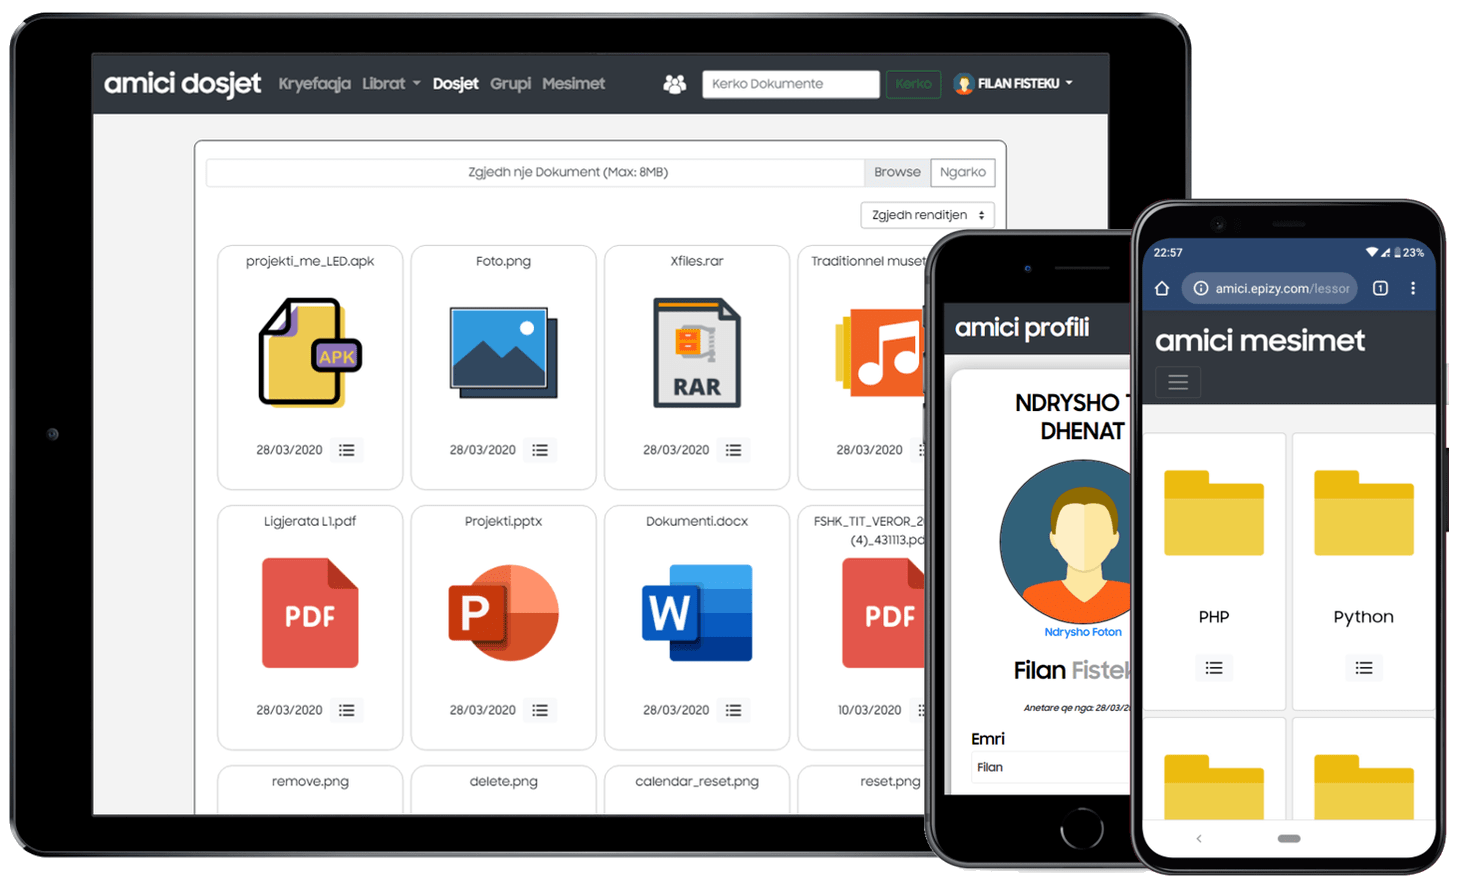 amici dosjet Kryefaqja Librat Dosjet Grupi Mesimet Kerko Dokumente Kerko FILAN FISTEKU
Zgjedh nje Dokument (Max: 8MB) Browse Ngarko
Zgjedh renditjen
projekti_me_LED.apk Foto.png Xfiles.rar Traditionnel muset
APK
RAR
28/03/2020 28/03/2020 28/03/2020 28/03/2020
Ligjerata L1.pdf Projekti.pptx Dokumenti.docx FSHK_TIT_VEROR_2
(4)_431113.pd
PDF P W PDF
28/03/2020 28/03/2020 28/03/2020 10/03/2020
remove.png delete.png calendar_reset.png reset.png
amici profili
NDRYSHO T
DHENAT
Ndrysho Foton
Filan Fistek
Anetare qe nga: 28/03/2
Emri
Filan
22:57 23%
amici.epizy.com/lessor 1
amici mesimet
PHP Python